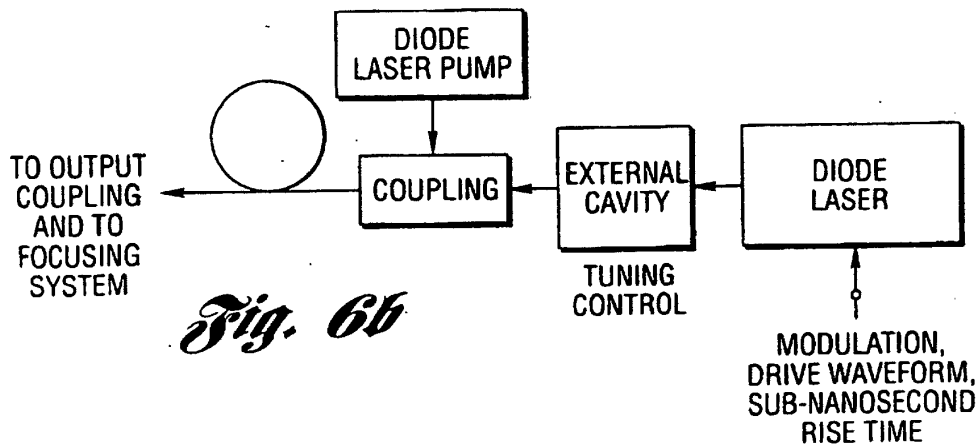 DIODE
LASER PUMP
TO OUTPUT
COUPLING
AND TO
FOCUSING
SYSTEM
COUPLING
EXTERNAL
CAVITY
DIODE
LASER
TUNING
CONTROL
Fig. 6b
MODULATION,
DRIVE WAVEFORM,
SUB-NANOSECOND
RISE TIME